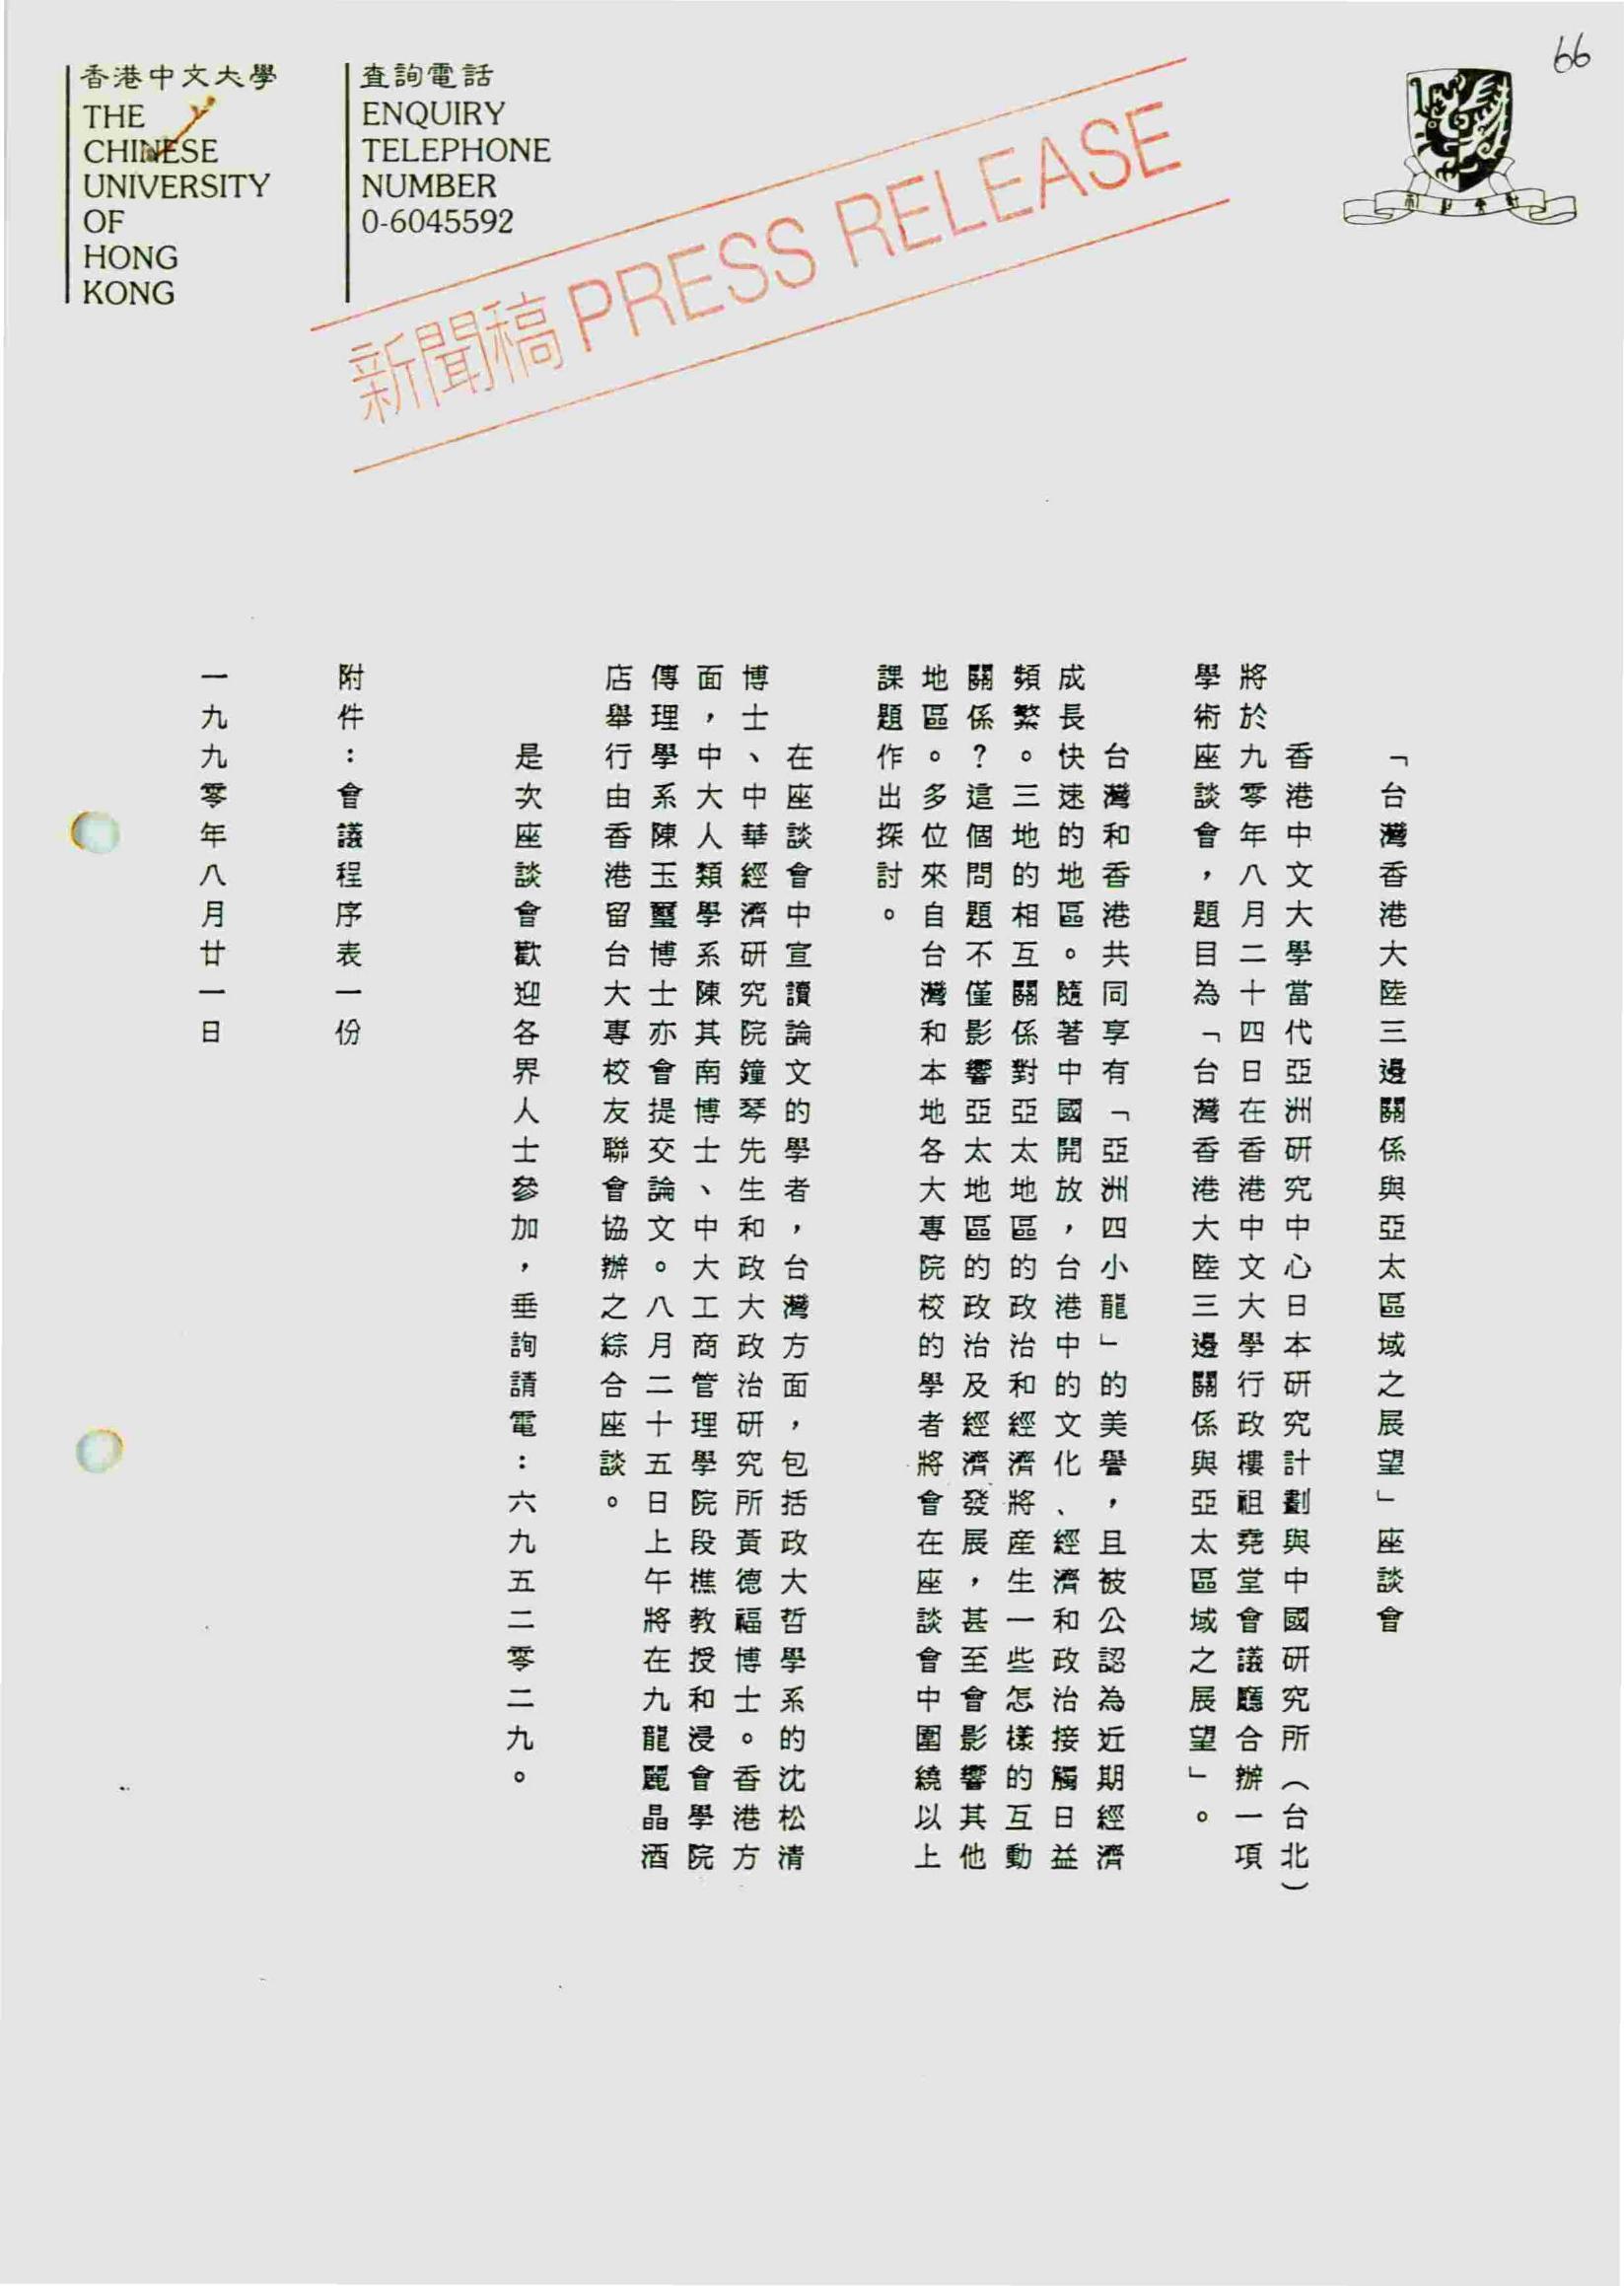 66
香港中文大學
THE
CHINESE
UNIVERSITY
OF
HONG
KONG
查詢電話
ENQUIRY
TELEPHONE
NUMBER
0-6045592
新聞稿 PRESS RELEASE
「台灣香港大陸三邊關係與亞太區域之展望」座談會
香港中文大學當代亞洲研究中心日本研究計劃與中國研究所（台北）
將於九零年八月二十四日在香港中文大學行政樓祖堯堂會議廳合辦一項
學術座談會，題目為「台灣香港大陸三邊關係與亞太區域之展望」。
台灣和香港共同享有「亞洲四小龍」的美譽，且被公認為近期經濟
成長快速的地區。隨著中國開放，台港中的文化、經濟和政治接觸日益
頻繁。三地的相互關係對亞太地區的政治和經濟將產生一些怎樣的互動
關係？這個問題不僅影響亞太地區的政治及經濟發展，甚至會影響其他
地區。多位來自台灣和本地各大專院校的學者將會在座談會中圍繞以上
課題作出探討。
在座談會中宣讀論文的學者，台灣方面，包括政大哲學系的沈松清
博士、中華經濟研究院鐘琴先生和政大政治研究所黃德福博士。香港方
面，中大人類學系陳其南博士、中大工商管理學院段樵教授和浸會學院
傳理學系陳玉璽博士亦會提交論文。八月二十五日上午將在九龍麗晶酒
店舉行由香港留台大專校友聯會協辦之綜合座談。
是次座談會歡迎各界人士參加，垂詢請電：六九五二零二九。
附件：會議程序表一份
一九九零年八月廿一日